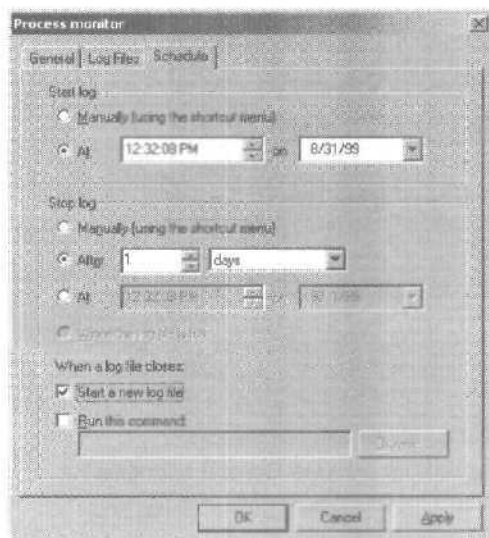 Process monitor
General Log Files Schedule
Start log
Manually (using the shortcut menu)
At 12:32:08 PM on 8/31/99
Stop log
Manually (using the shortcut menu)
After 1 days
At on
When a log file closes:
Start a new log file
Run this command:
OK Cancel Apply